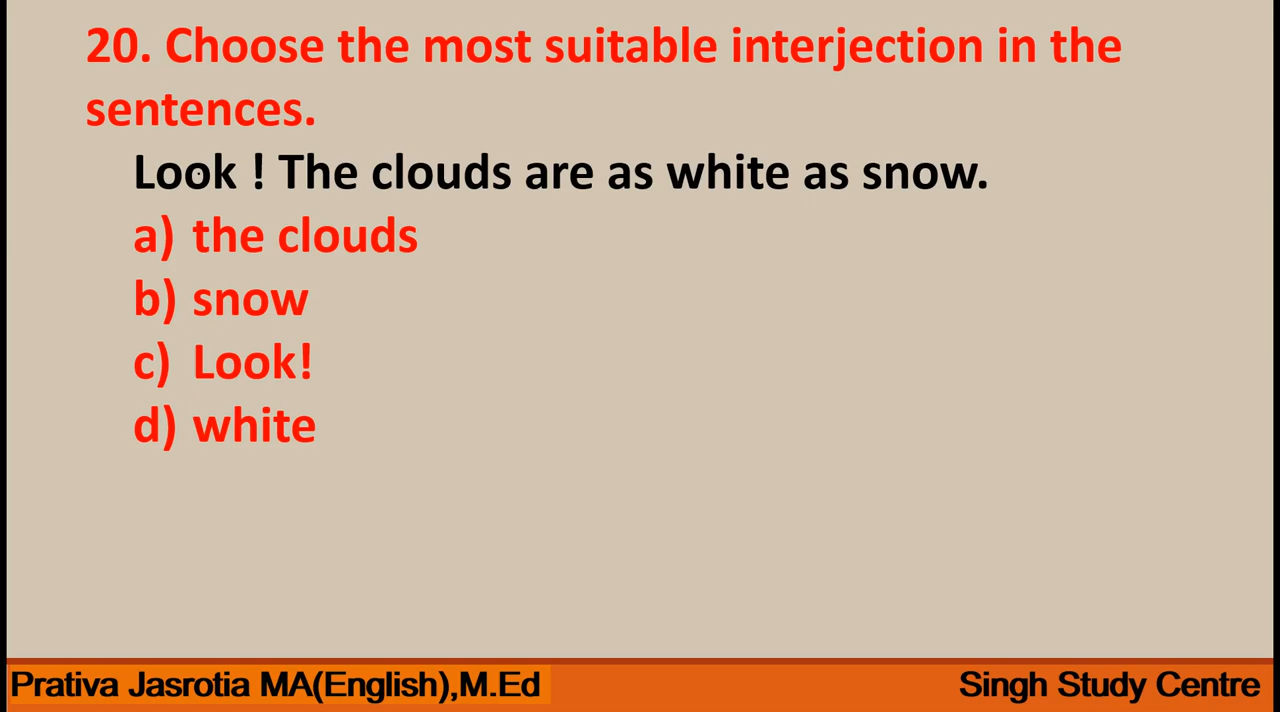 20. Choose the most suitable interjection in the
sentences.
Look ! The clouds are as white as snow.
a) the clouds
b) snow
c) Look!
d) white
Prativa Jasrotia MA(English),M.Ed
Singh Study Centre